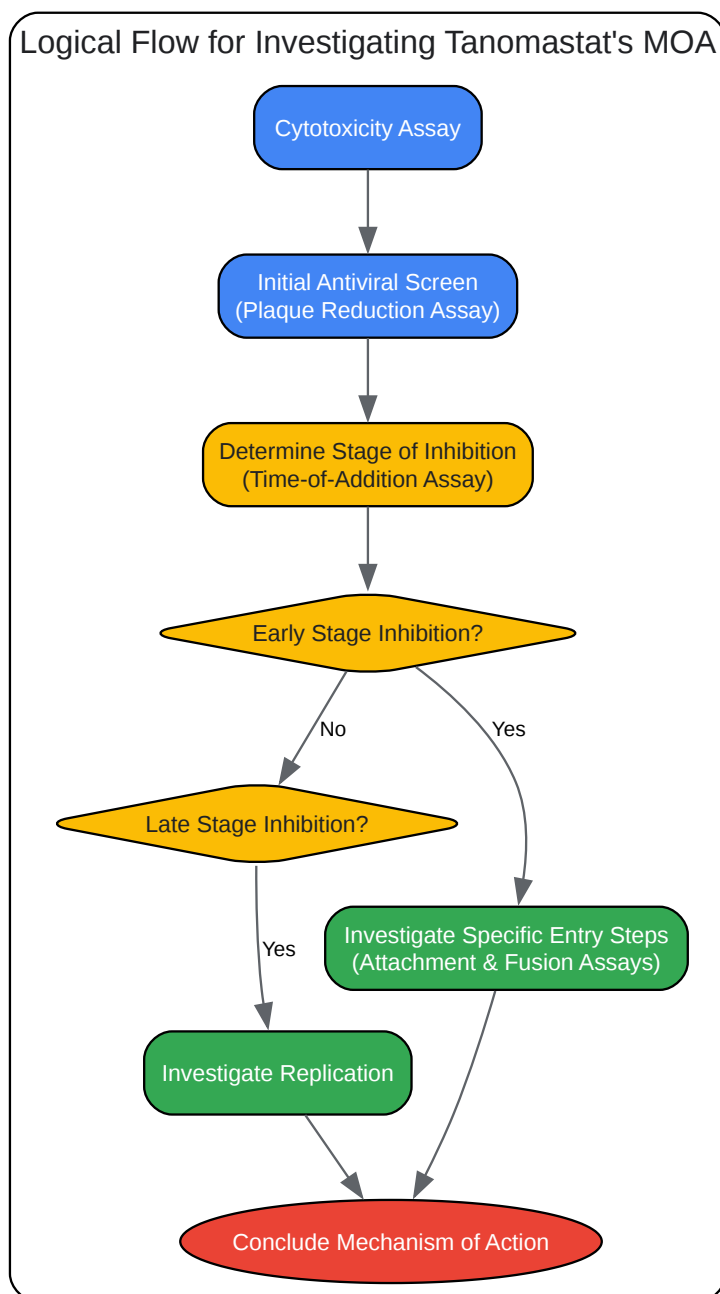 Logical Flow for Investigating Tanomastat's MOA
Cytotoxicity Assay
Initial Antiviral Screen
(Plaque Reduction Assay)
Determine Stage of Inhibition
(Time-of-Addition Assay)
Early Stage Inhibition?
No
Yes
Late Stage Inhibition?
Yes
Investigate Specific Entry Steps
(Attachment & Fusion Assays)
Investigate Replication
Conclude Mechanism of Action